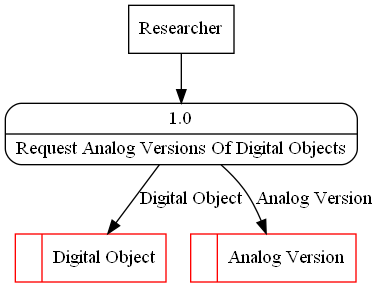 Researcher
1.0
Request Analog Versions Of Digital Objects
Digital Object
Analog Version
Digital Object
Analog Version